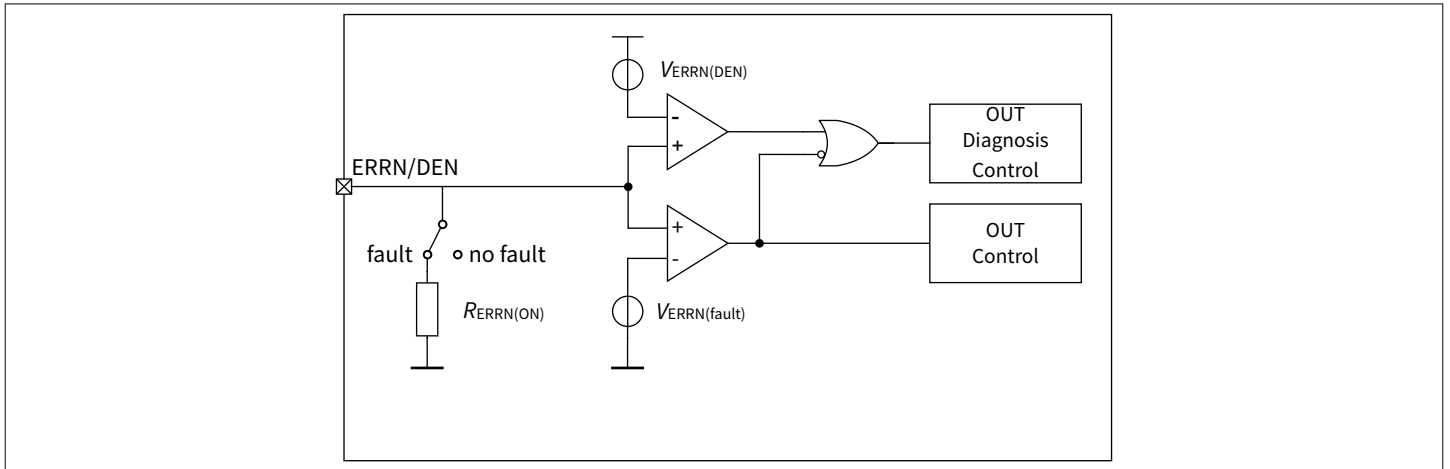 VERRN(DEN)
-
+
OUT
Diagnosis
Control
ERRN/DEN
+
-
OUT
Control
fault
no fault
RERRN(ON)
VERRN(fault)